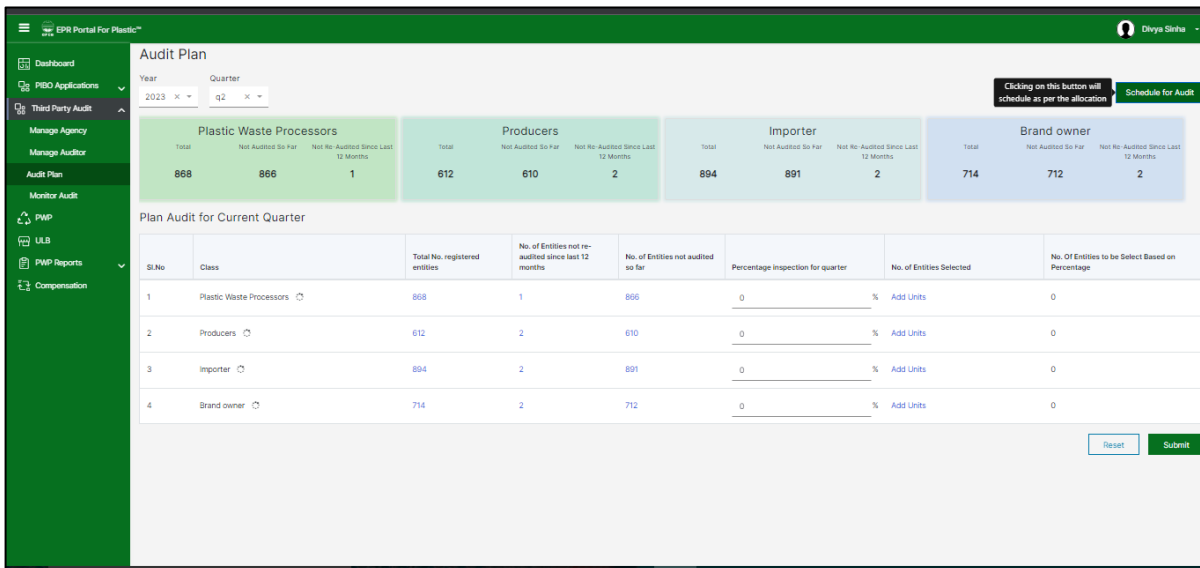 EPR Portal For Plastic™
Divya Sinha
Dashboard
PIBO Applications
Third Party Audit
Manage Agency
Manage Auditor
Audit Plan
Monitor Audit
PWP
ULB
PWP Reports
Compensation
Audit Plan
Year Quarter
2023 × q2 ×
Clicking on this button will
schedule as per the allocation
Schedule for Audit
Plastic Waste Processors
Total Not Audited So Far Not Re-Audited Since Last
12 Months
868 866 1
Producers
Total Not Audited So Far Not Re-Audited Since Last
12 Months
612 610 2
Importer
Total Not Audited So Far Not Re-Audited Since Last
12 Months
894 891 2
Brand owner
Total Not Audited So Far Not Re-Audited Since Last
12 Months
714 712 2
Plan Audit for Current Quarter
Sl.No Class Total No. registered entities No. of Entities not re-audited since last 12 months No. of Entities not audited so far Percentage inspection for quarter No. of Entities Selected No. Of Entities to be Select Based on Percentage
1 Plastic Waste Processors 868 1 866 0 % Add Units 0
2 Producers 612 2 610 0 % Add Units 0
3 Importer 894 2 891 0 % Add Units 0
4 Brand owner 714 2 712 0 % Add Units 0
Reset Submit